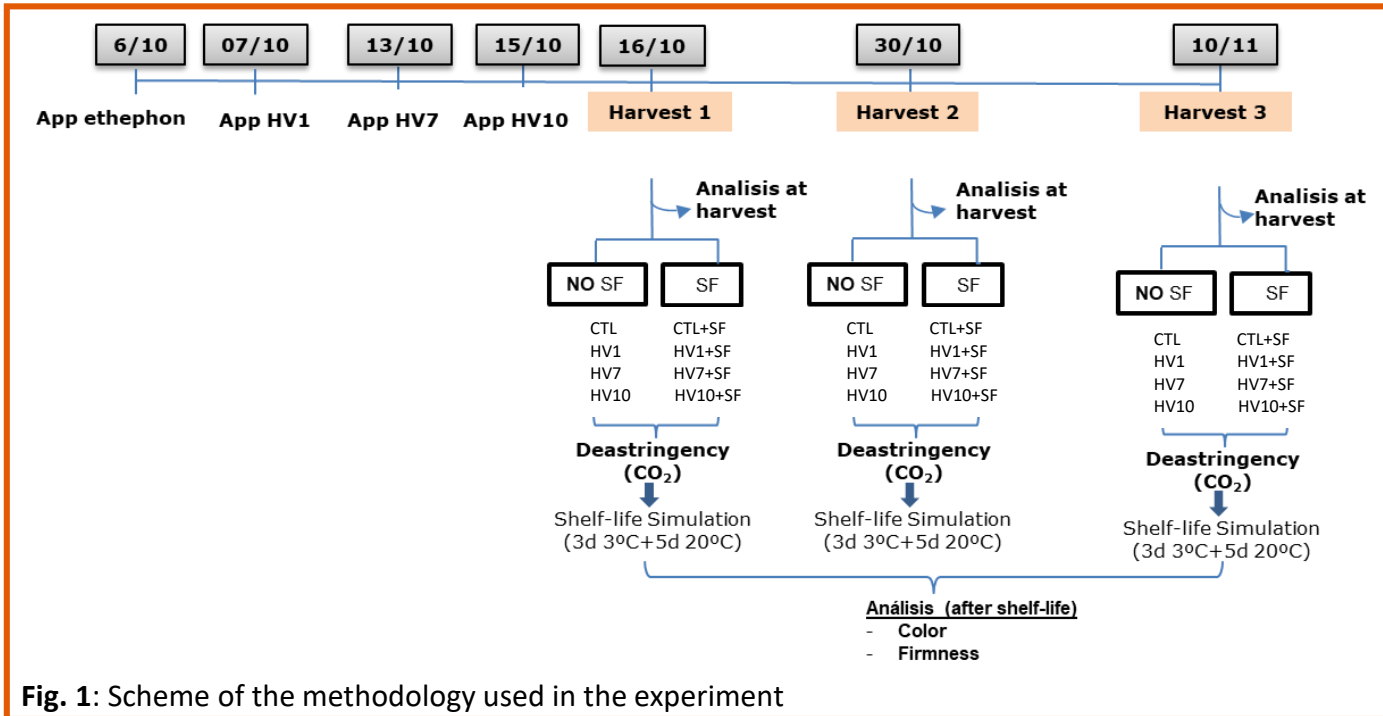 6/10 07/10 13/10 15/10 16/10 30/10 10/11
App ethephon App HV1 App HV7 App HV10 Harvest 1 Harvest 2 Harvest 3
Analisis at
harvest
NO SF SF
CTL CTL+SF
HV1 HV1+SF
HV7 HV7+SF
HV10 HV10+SF
Deastringency
(CO₂)
Shelf-life Simulation
(3d 3ºC+5d 20ºC)
Analisis at
harvest
NO SF SF
CTL CTL+SF
HV1 HV1+SF
HV7 HV7+SF
HV10 HV10+SF
Deastringency
(CO₂)
Shelf-life Simulation
(3d 3ºC+5d 20ºC)
Analisis at
harvest
NO SF SF
CTL CTL+SF
HV1 HV1+SF
HV7 HV7+SF
HV10 HV10+SF
Deastringency
(CO₂)
Shelf-life Simulation
(3d 3ºC+5d 20ºC)
Análisis (after shelf-life)
- Color
- Firmness
Fig. 1: Scheme of the methodology used in the experiment